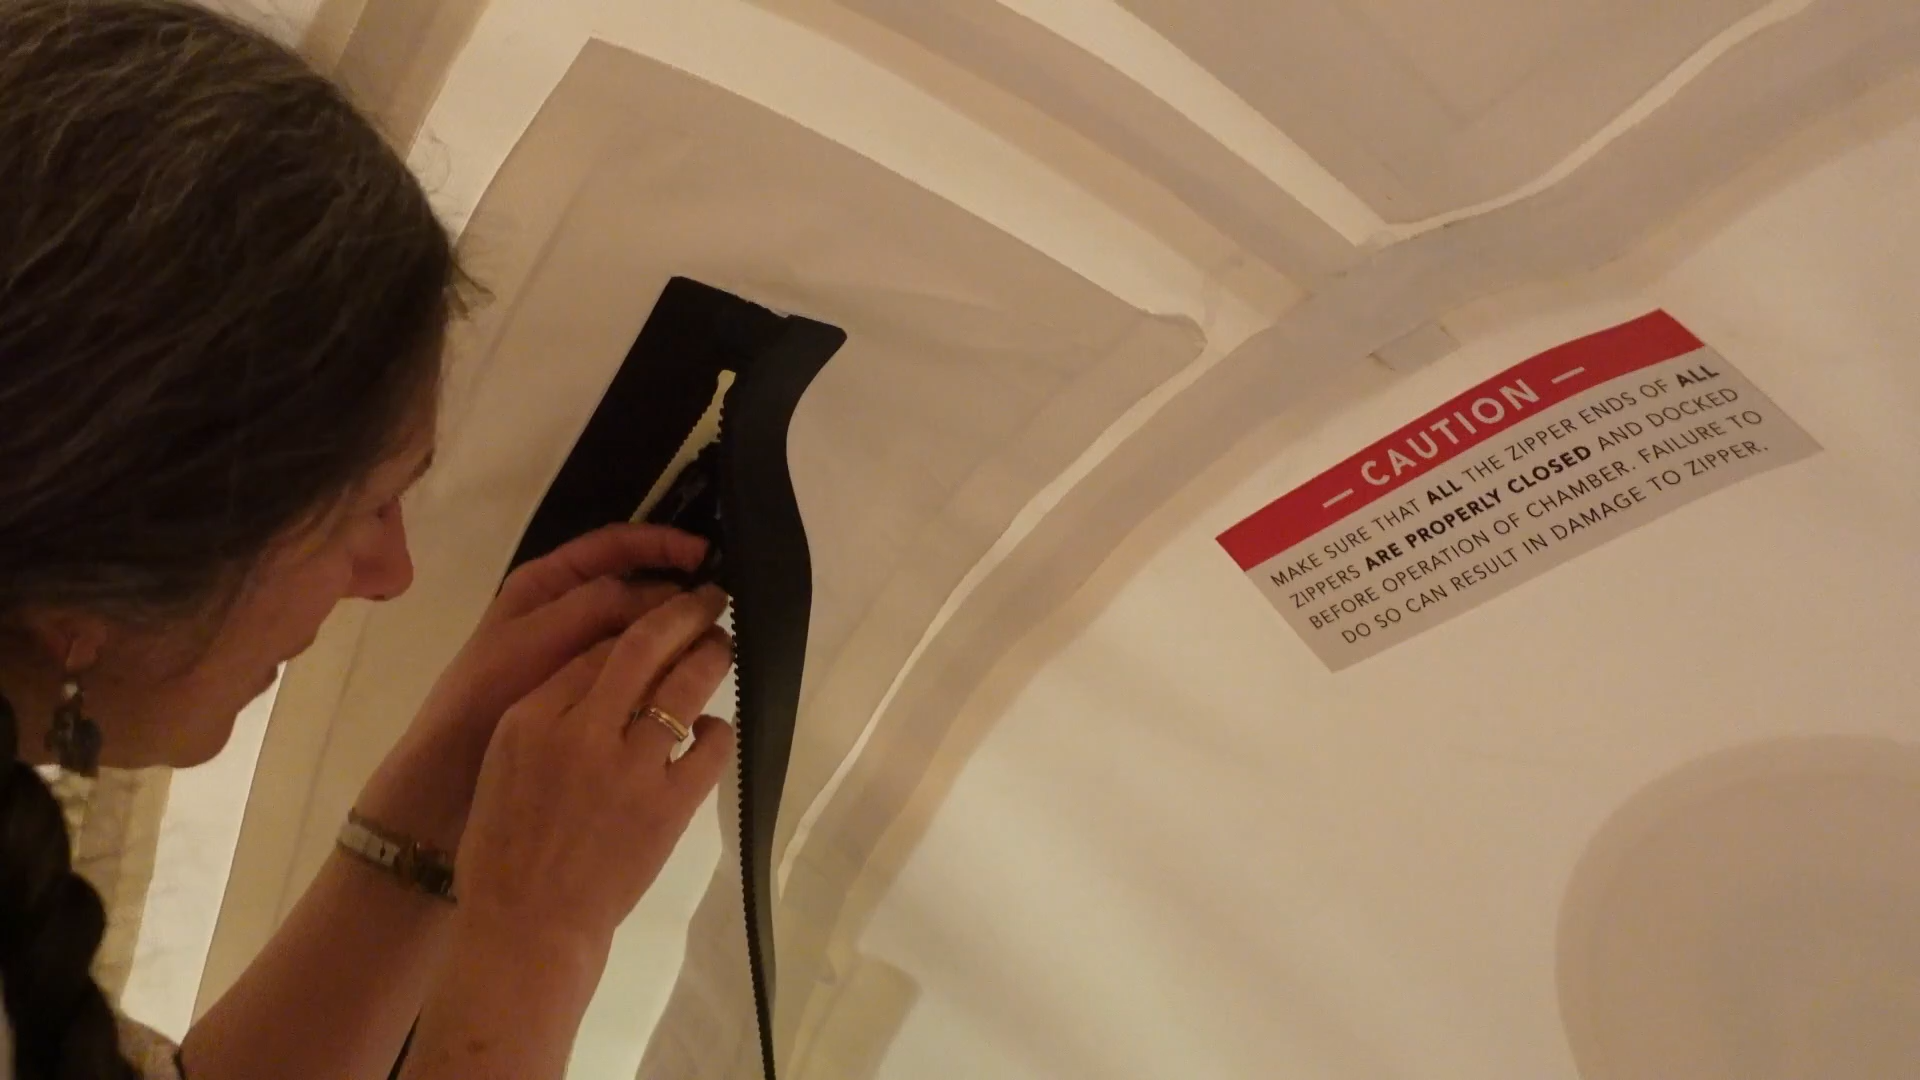 — CAUTION —
MAKE SURE THAT ALL THE ZIPPER ENDS OF ALL
ZIPPERS ARE PROPERLY CLOSED AND DOCKED
BEFORE OPERATION OF CHAMBER. FAILURE TO
DO SO CAN RESULT IN DAMAGE TO ZIPPER.